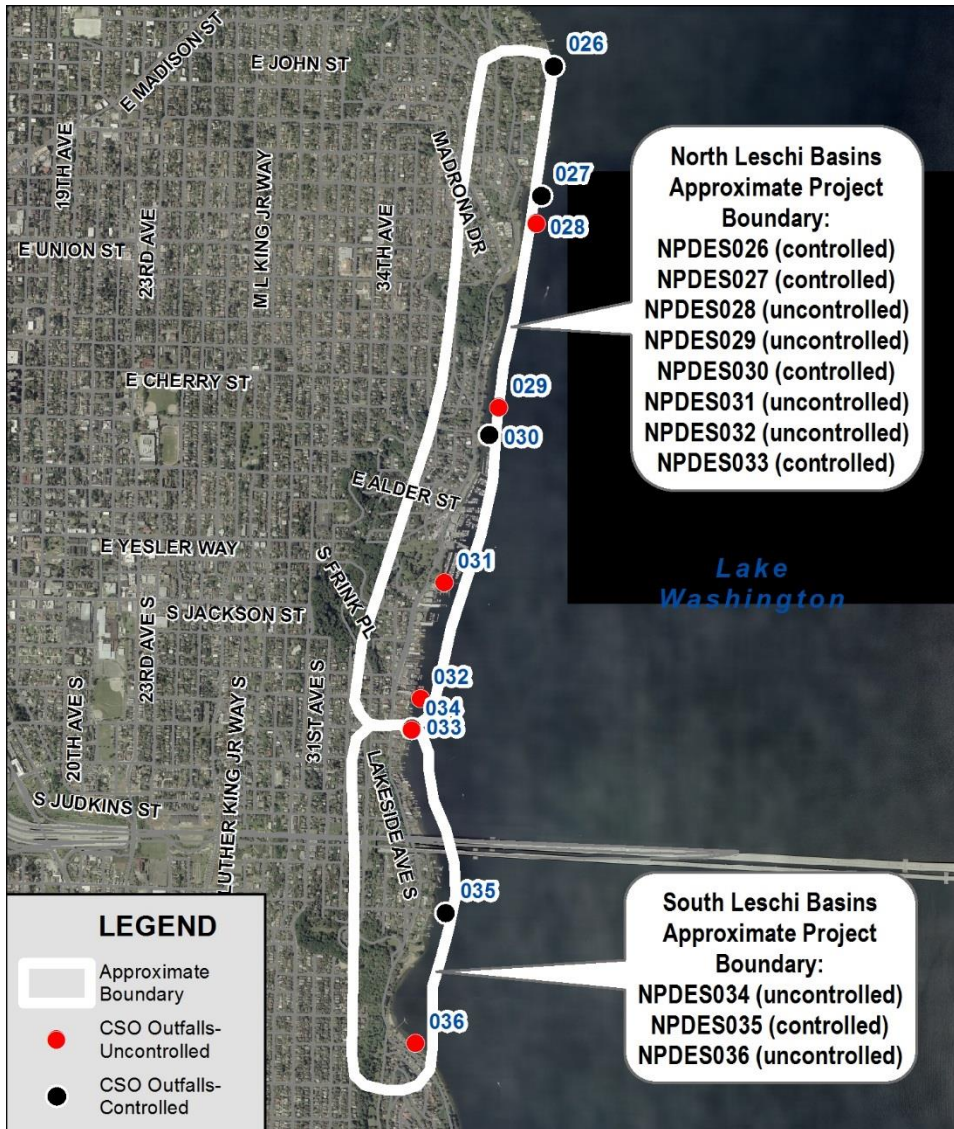 026
E JOHN ST
E MADISON ST
19TH AVE
23RD AVE
M L KING JR WAY
34TH AVE
MADRONA DR
027
028
E UNION ST
North Leschi Basins
Approximate Project
Boundary:
NPDES026 (controlled)
NPDES027 (controlled)
NPDES028 (uncontrolled)
NPDES029 (uncontrolled)
NPDES030 (controlled)
NPDES031 (uncontrolled)
NPDES032 (uncontrolled)
NPDES033 (controlled)
E CHERRY ST
029
030
E ALDER ST
E YESLER WAY
S FRINK PL
031
Lake
Washington
S JACKSON ST
23RD AVE S
20TH AVE S
LUTHER KING JR WAY S
31ST AVE S
032
034
033
S JUDKINS ST
LAKESIDE AVE S
035
036
South Leschi Basins
Approximate Project
Boundary:
NPDES034 (uncontrolled)
NPDES035 (controlled)
NPDES036 (uncontrolled)
LEGEND
Approximate
Boundary
CSO Outfalls-
Uncontrolled
CSO Outfalls-
Controlled